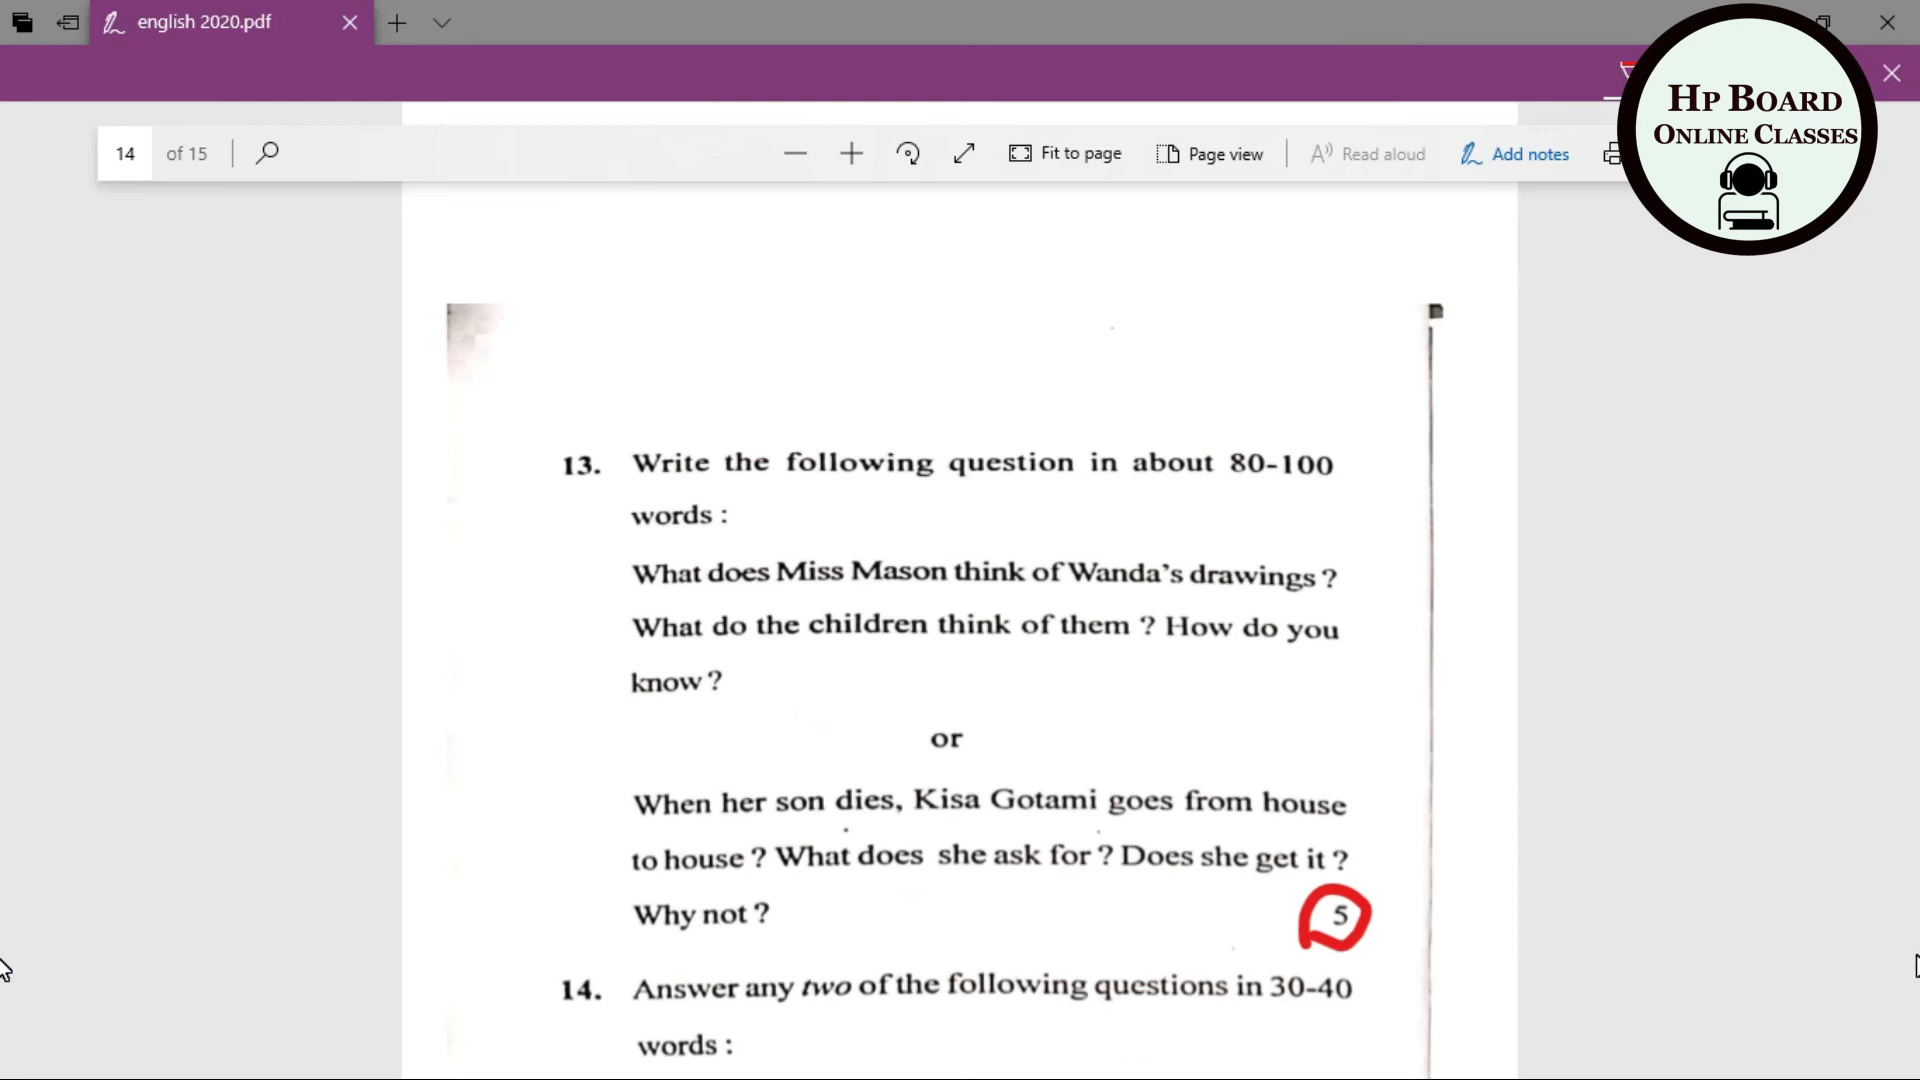 english 2020.pdf
HP BOARD
ONLINE CLASSES
14 of 15
Fit to page
Page view
Read aloud
Add notes
13. Write the following question in about 80-100
words :
What does Miss Mason think of Wanda's drawings ?
What do the children think of them ? How do you
know ?
or
When her son dies, Kisa Gotami goes from house
to house ? What does she ask for ? Does she get it ?
Why not ?
5
14. Answer any two of the following questions in 30-40
words :